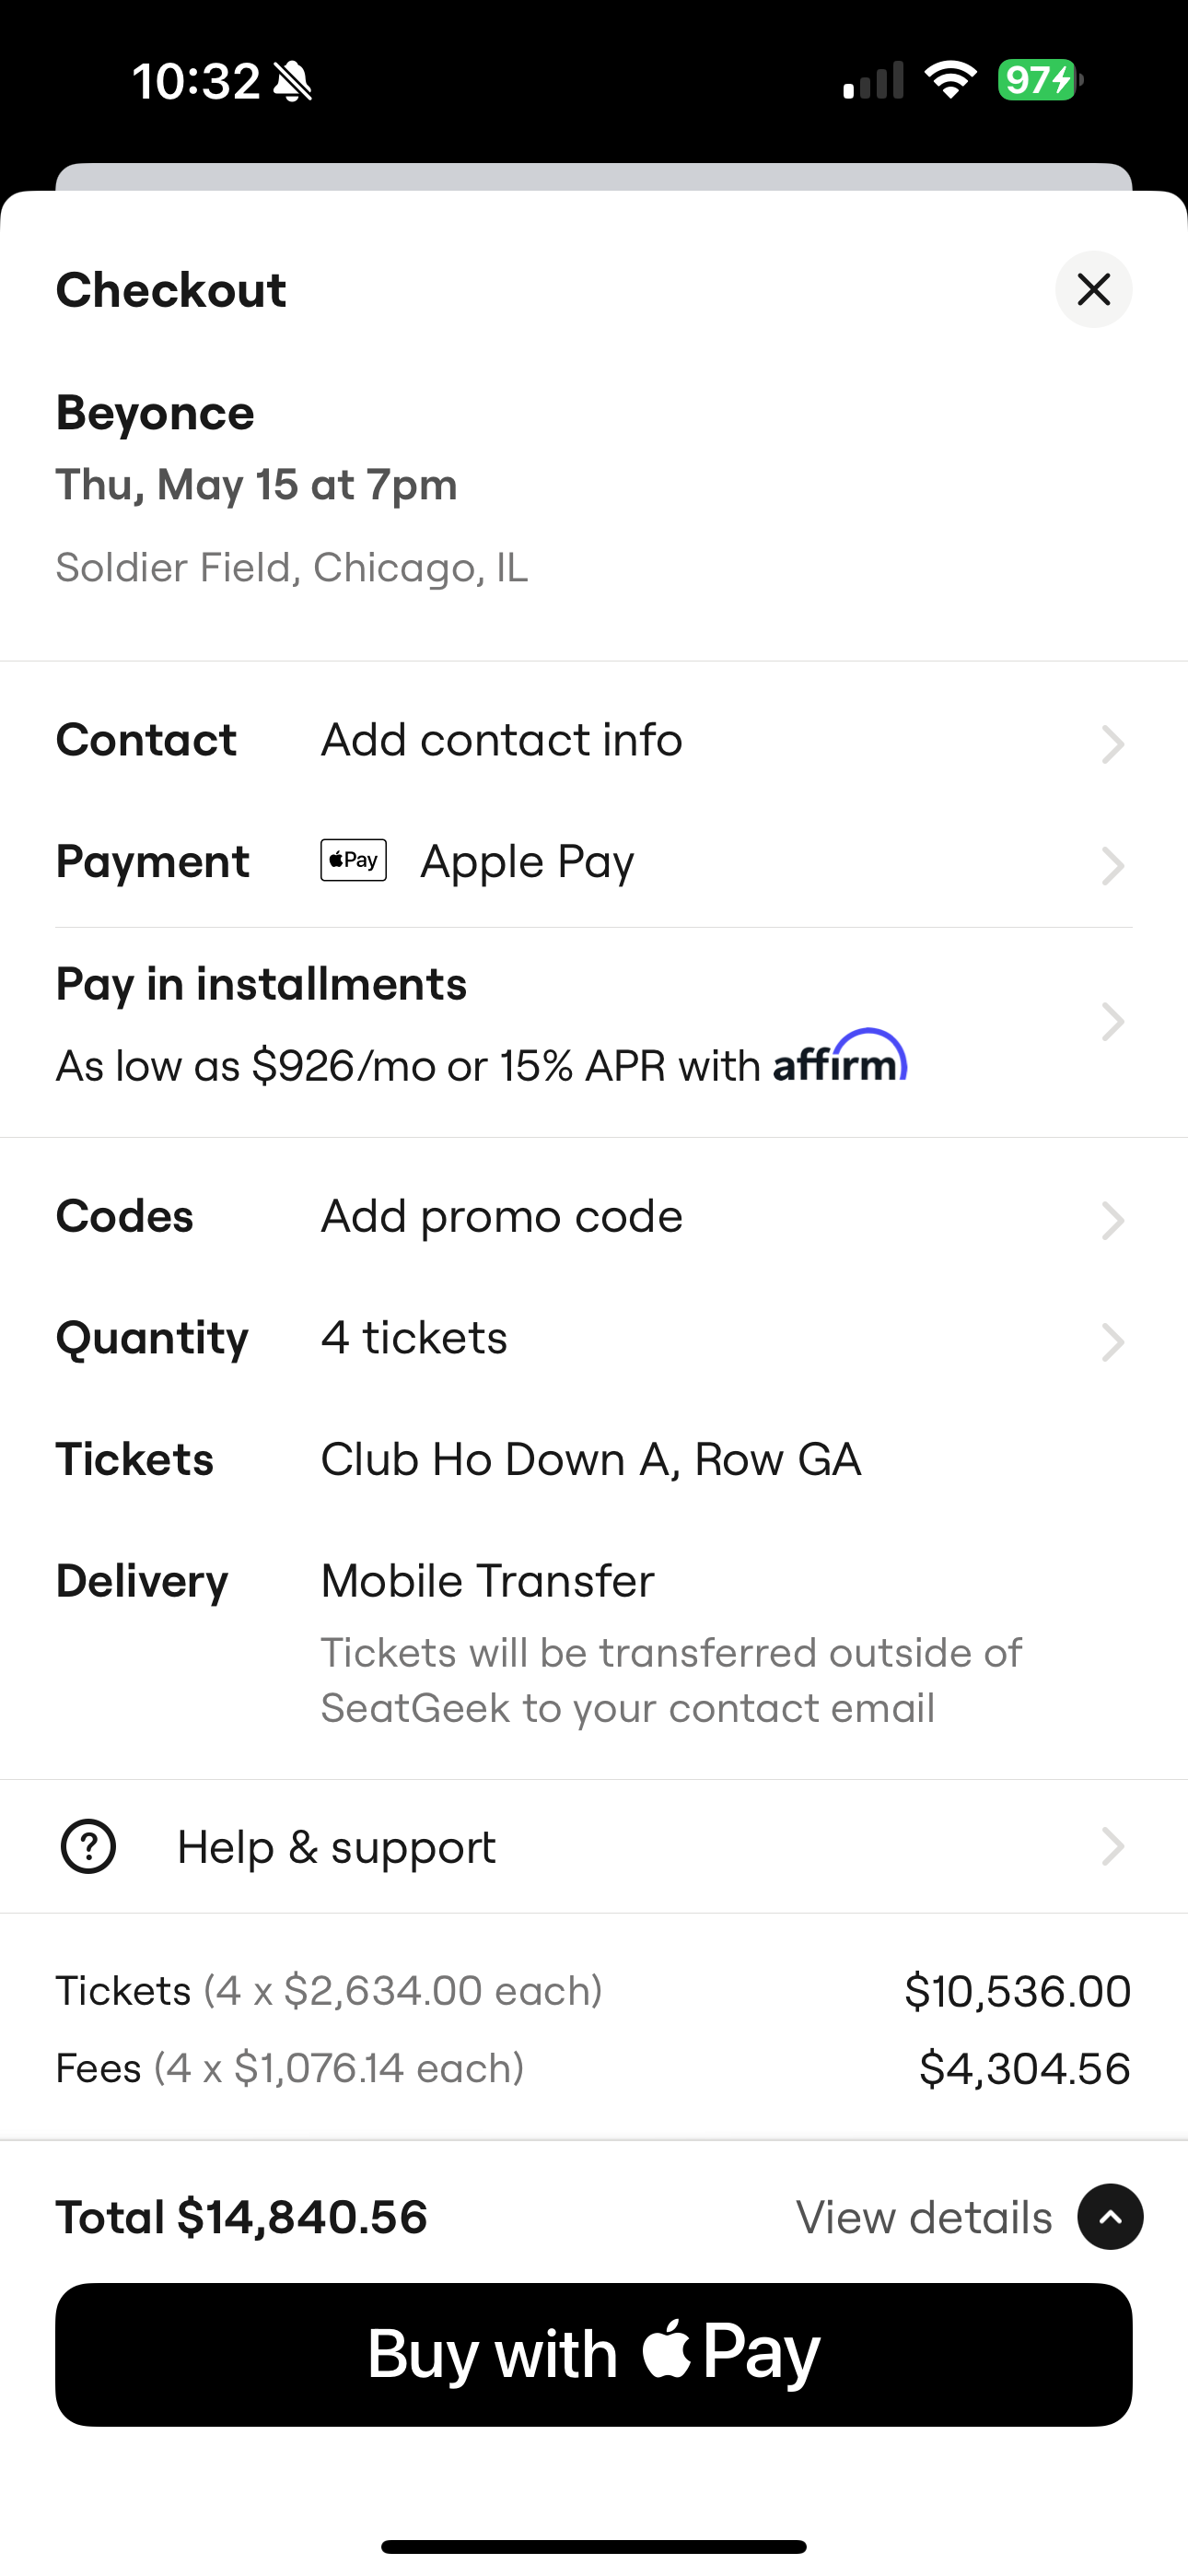 10:32
97
Checkout
Beyonce
Thu, May 15 at 7pm
Soldier Field, Chicago, IL
Contact Add contact info
Payment Pay Apple Pay
Pay in installments
As low as $926/mo or 15% APR with affirm
Codes Add promo code
Quantity 4 tickets
Tickets Club Ho Down A, Row GA
Delivery Mobile Transfer
Tickets will be transferred outside of
SeatGeek to your contact email
? Help & support
Tickets (4 x $2,634.00 each) $10,536.00
Fees (4 x $1,076.14 each) $4,304.56
Total $14,840.56 View details
Buy with Pay